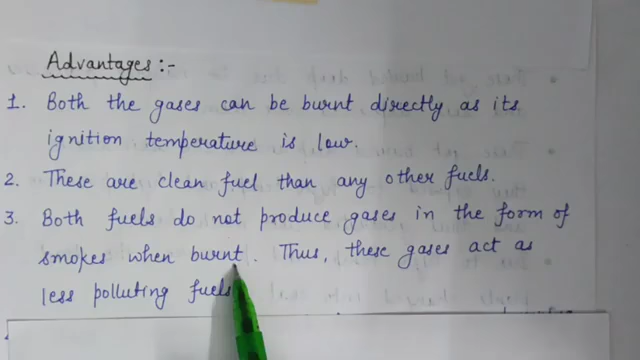 Advantages :-
1. Both the gases can be burnt directly as its
ignition temperature is low.
2. These are clean fuel than any other fuels.
3. Both fuels do not produce gases in the form of
smokes when burnt. Thus, these gases act as
less polluting fuels